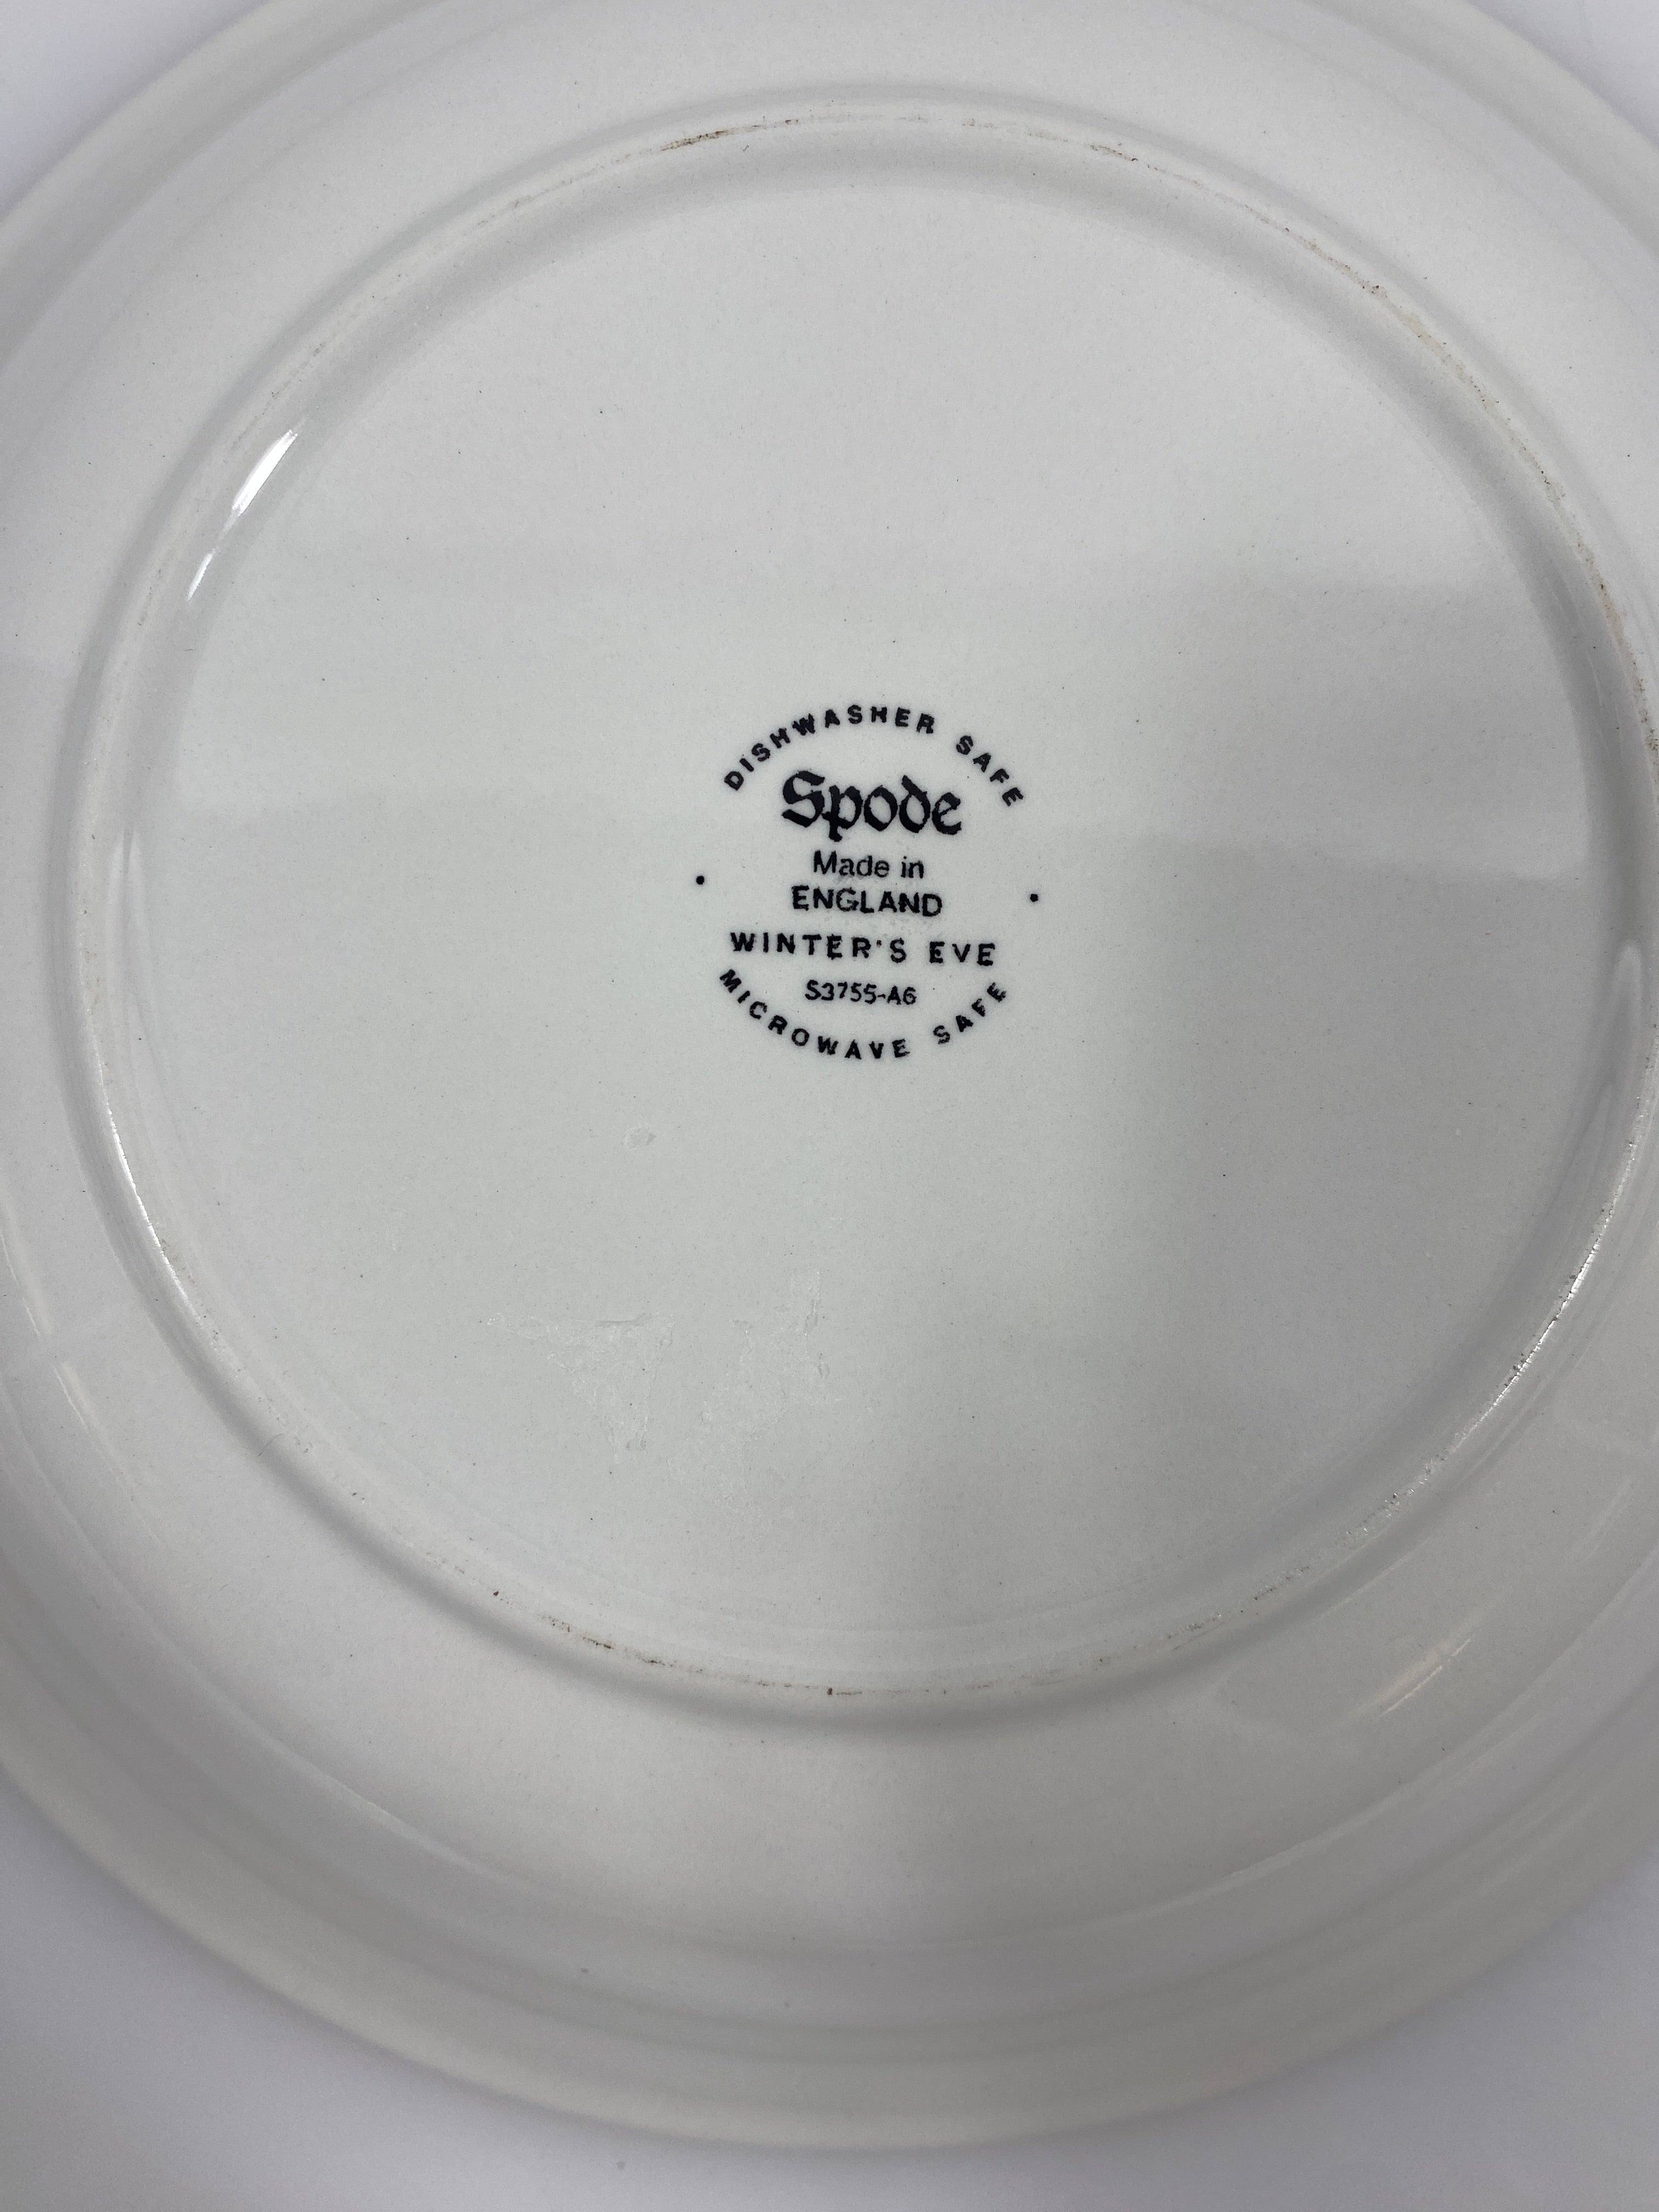 DISHWASHER SAFE
Spode
Made in
ENGLAND
WINTER'S EVE
S3755-A6
MICROWAVE SAFE